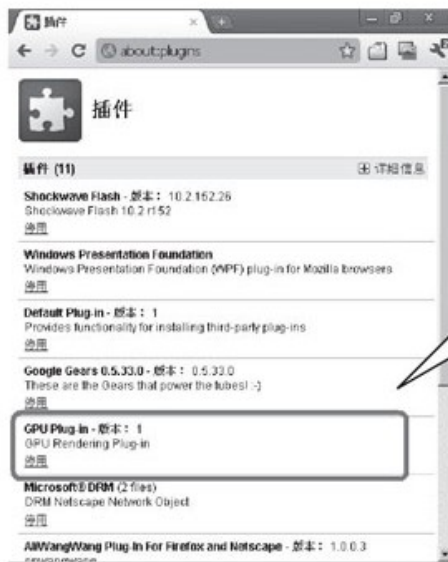 插件
about:plugins
插件
插件 (11) 详细信息
Shockwave Flash - 版本： 10.2.152.26
Shockwave Flash 10.2 r152
停用
Windows Presentation Foundation
Windows Presentation Foundation (WPF) plug-in for Mozilla browsers
停用
Default Plug-in - 版本： 1
Provides functionality for installing third-party plug-ins
停用
Google Gears 0.5.33.0 - 版本： 0.5.33.0
These are the Gears that power the tubes! :-)
停用
GPU Plug-in - 版本： 1
GPU Rendering Plug-in
停用
Microsoft® DRM (2 files)
DRM Netscape Network Object
停用
AliWangWang Plug-In For Firefox and Netscape - 版本： 1.0.0.3